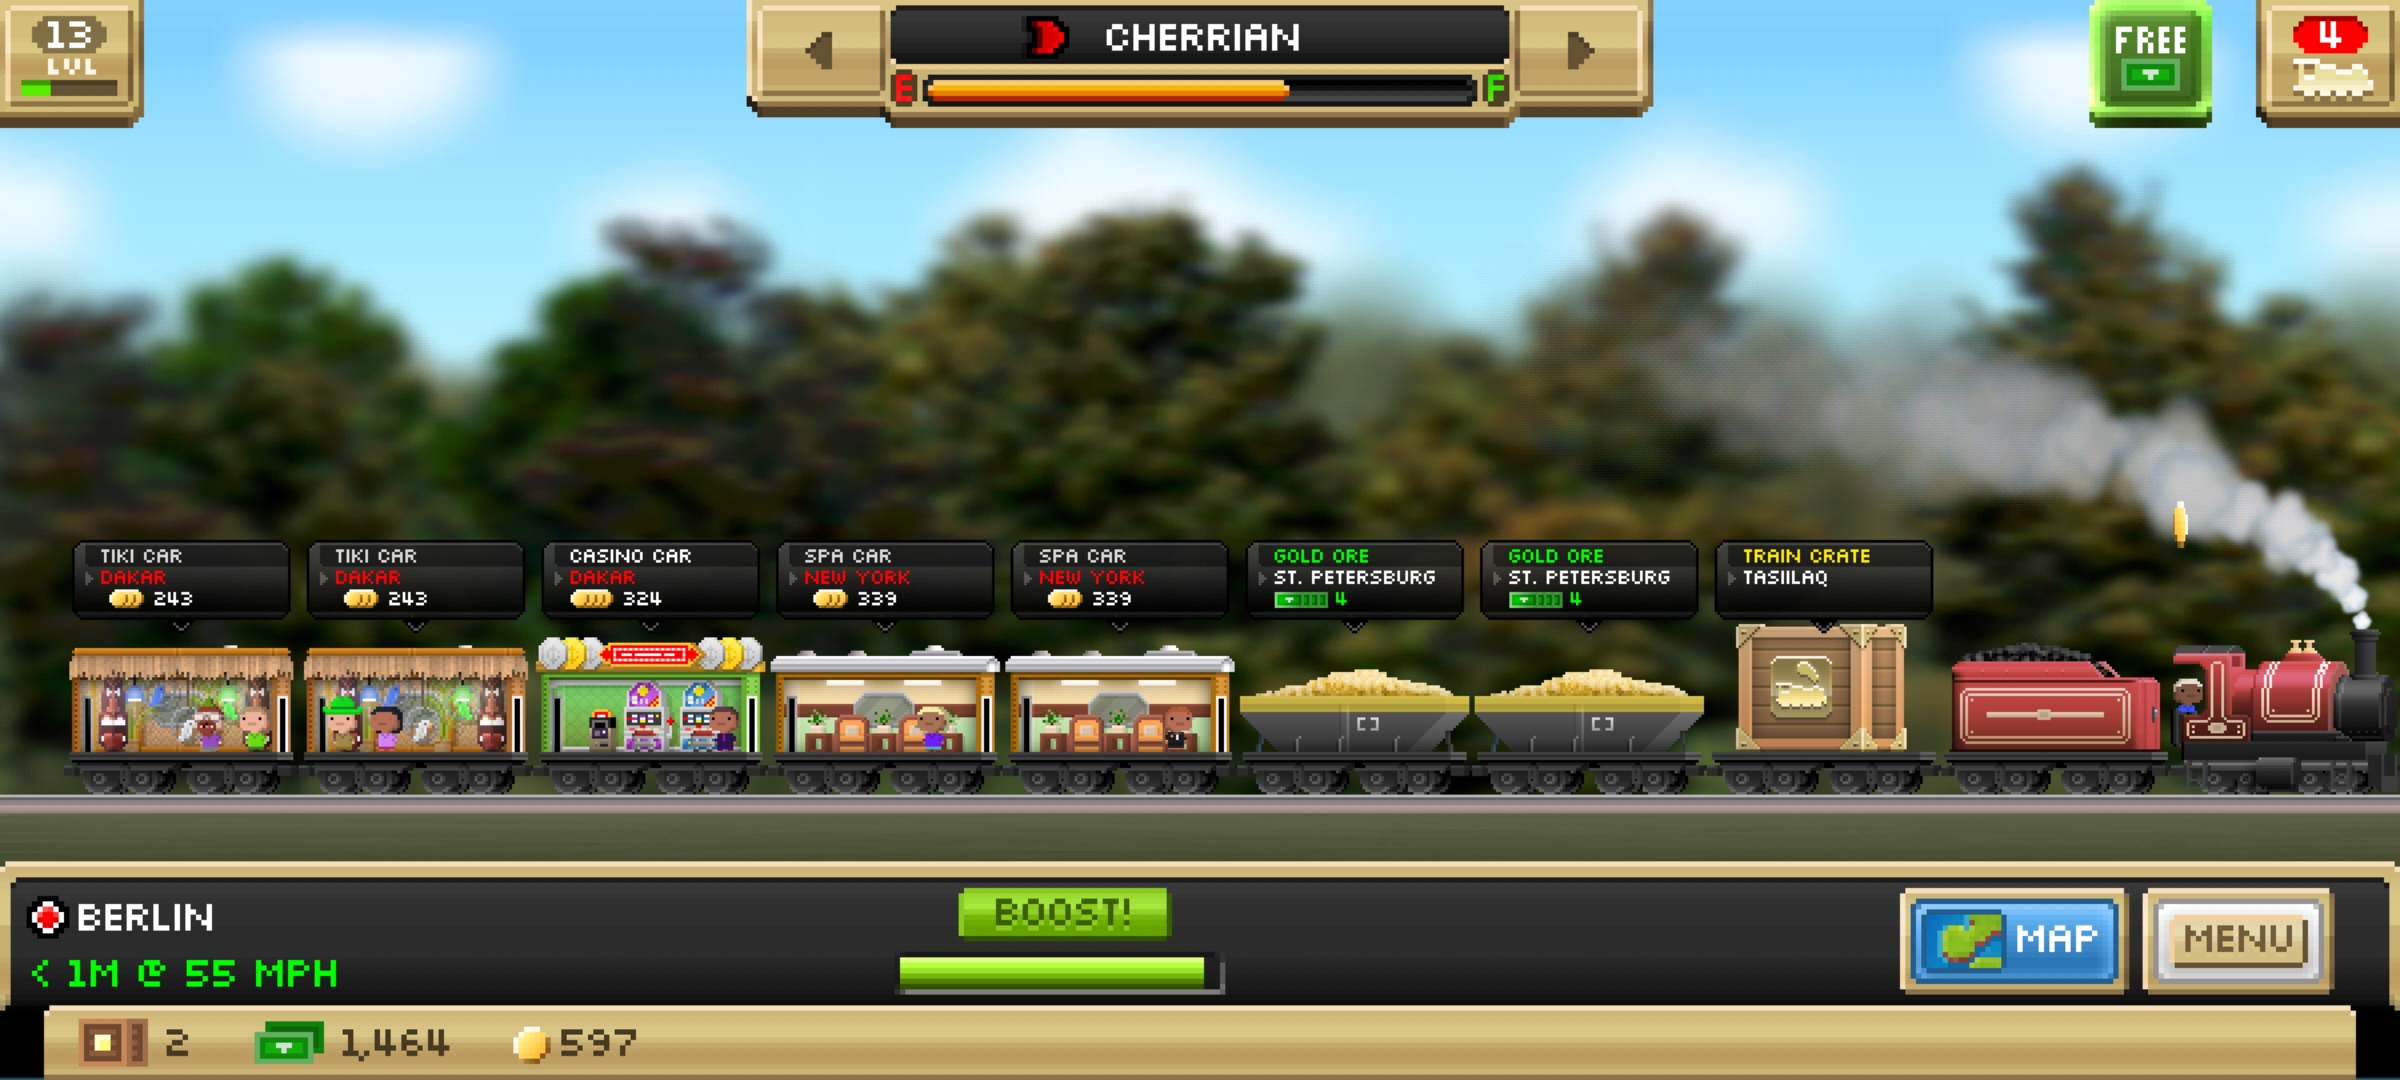 13
LVL
CHERRIAN
E F
FREE
4
TIKI CAR
DAKAR
243
TIKI CAR
DAKAR
243
CASINO CAR
DAKAR
324
SPA CAR
NEW YORK
339
SPA CAR
NEW YORK
339
GOLD ORE
ST. PETERSBURG
4
GOLD ORE
ST. PETERSBURG
4
TRAIN CRATE
TASIILAQ
BERLIN
< 1M @ 55 MPH
BOOST!
MAP
MENU
2
1,464
597